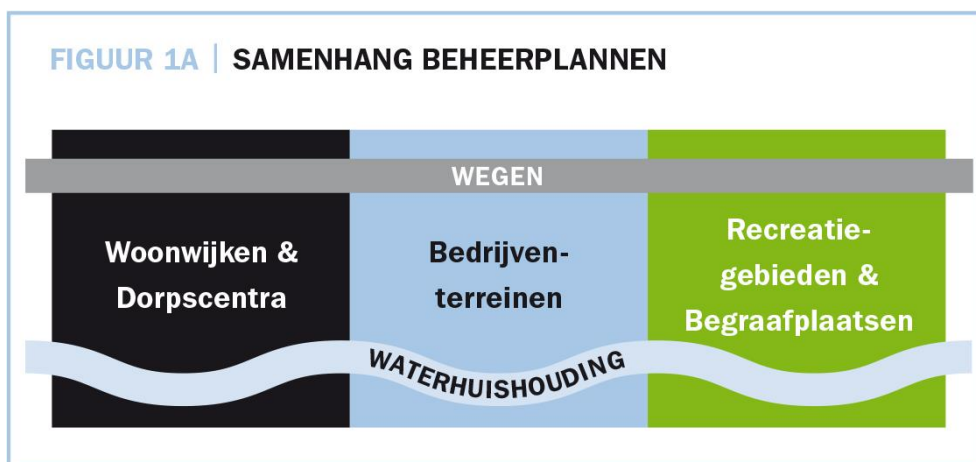 FIGUUR 1A | SAMENHANG BEHEERPLANNEN
WEGEN
Woonwijken &
Dorpscentra
Bedrijven-
terreinen
Recreatie-
gebieden &
Begraafplaatsen
WATERHUISHOUDING